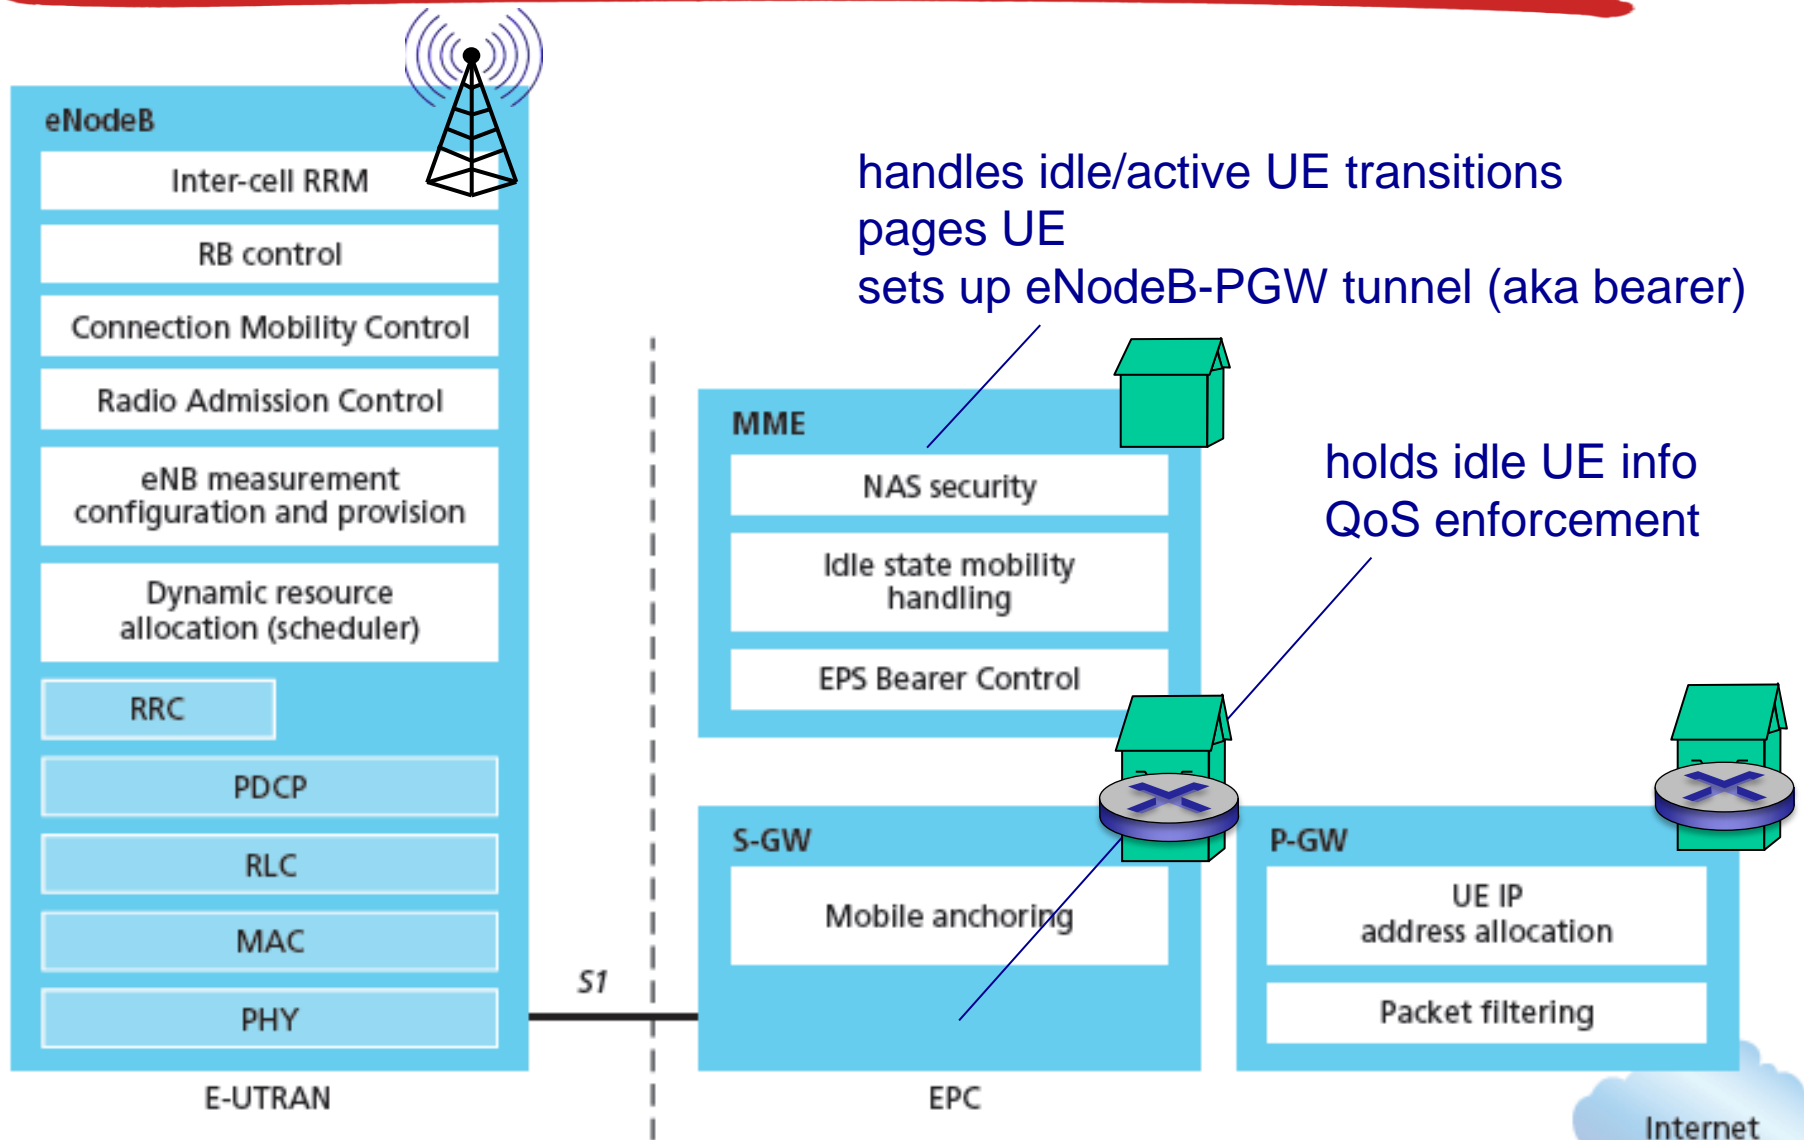 eNodeB
Inter-cell RRM
RB control
Connection Mobility Control
Radio Admission Control
eNB measurement
configuration and provision
Dynamic resource
allocation (scheduler)
RRC
PDCP
RLC
MAC
PHY
E-UTRAN
S1
handles idle/active UE transitions
pages UE
sets up eNodeB-PGW tunnel (aka bearer)
MME
NAS security
Idle state mobility
handling
EPS Bearer Control
holds idle UE info
QoS enforcement
S-GW
Mobile anchoring
EPC
P-GW
UE IP
address allocation
Packet filtering
Internet